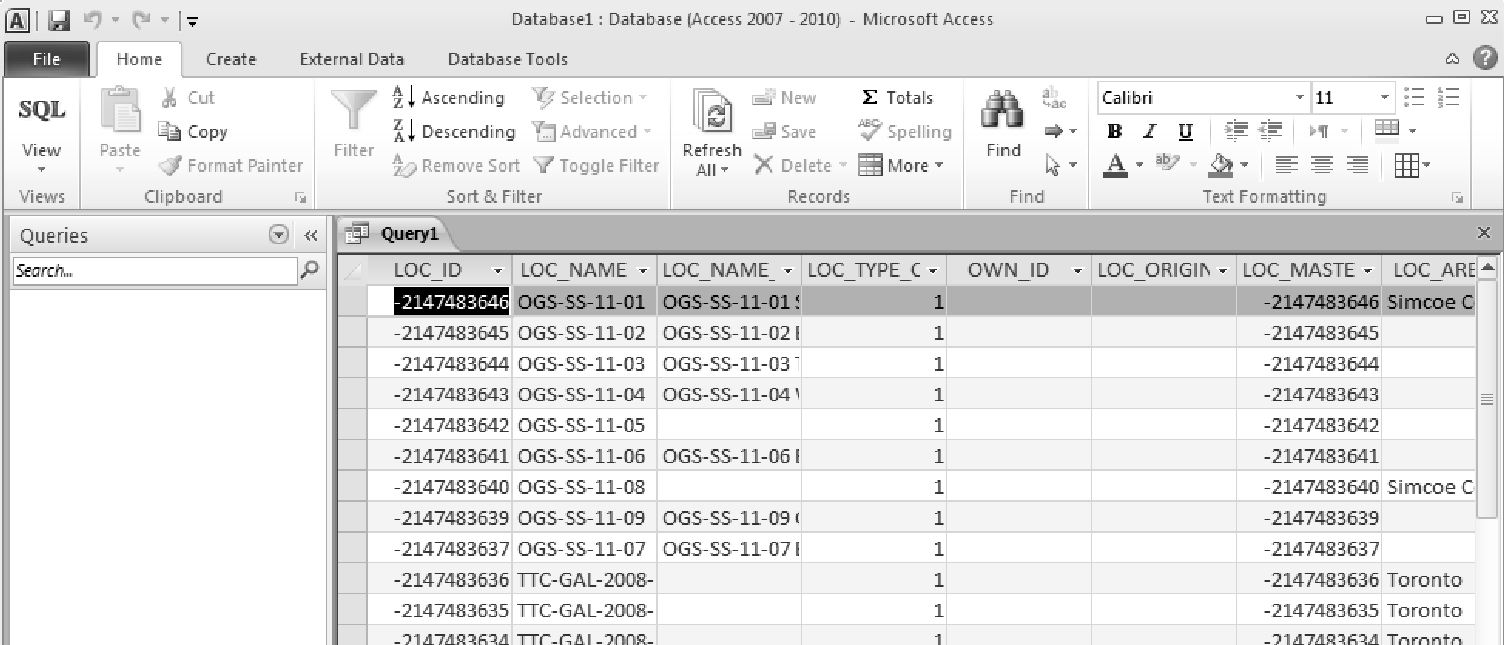 A Database1 : Database (Access 2007 - 2010) - Microsoft Access
File Home Create External Data Database Tools ?
SQL
View
Views
Paste
Cut
Copy
Format Painter
Clipboard
Filter
Ascending
Descending
Remove Sort
Selection
Advanced
Toggle Filter
Sort & Filter
Refresh
All
New
Save
Delete
Σ Totals
Spelling
More
Records
Find
Find
Calibri 11
B I U
A
Text Formatting
Queries
Search...
Query1
LOC_ID LOC_NAME LOC_NAME_ LOC_TYPE_C OWN_ID LOC_ORIGIN LOC_MASTE LOC_ARE
-2147483646 OGS-SS-11-01 OGS-SS-11-01 1 -2147483646 Simcoe C
-2147483645 OGS-SS-11-02 OGS-SS-11-02 1 -2147483645
-2147483644 OGS-SS-11-03 OGS-SS-11-03 1 -2147483644
-2147483643 OGS-SS-11-04 OGS-SS-11-04 1 -2147483643
-2147483642 OGS-SS-11-05 1 -2147483642
-2147483641 OGS-SS-11-06 OGS-SS-11-06 1 -2147483641
-2147483640 OGS-SS-11-08 1 -2147483640 Simcoe C
-2147483639 OGS-SS-11-09 OGS-SS-11-09 1 -2147483639
-2147483637 OGS-SS-11-07 OGS-SS-11-07 1 -2147483637
-2147483636 TTC-GAL-2008- 1 -2147483636 Toronto
-2147483635 TTC-GAL-2008- 1 -2147483635 Toronto
-2147483634 TTC-GAL-2008- 1 -2147483634 Toronto